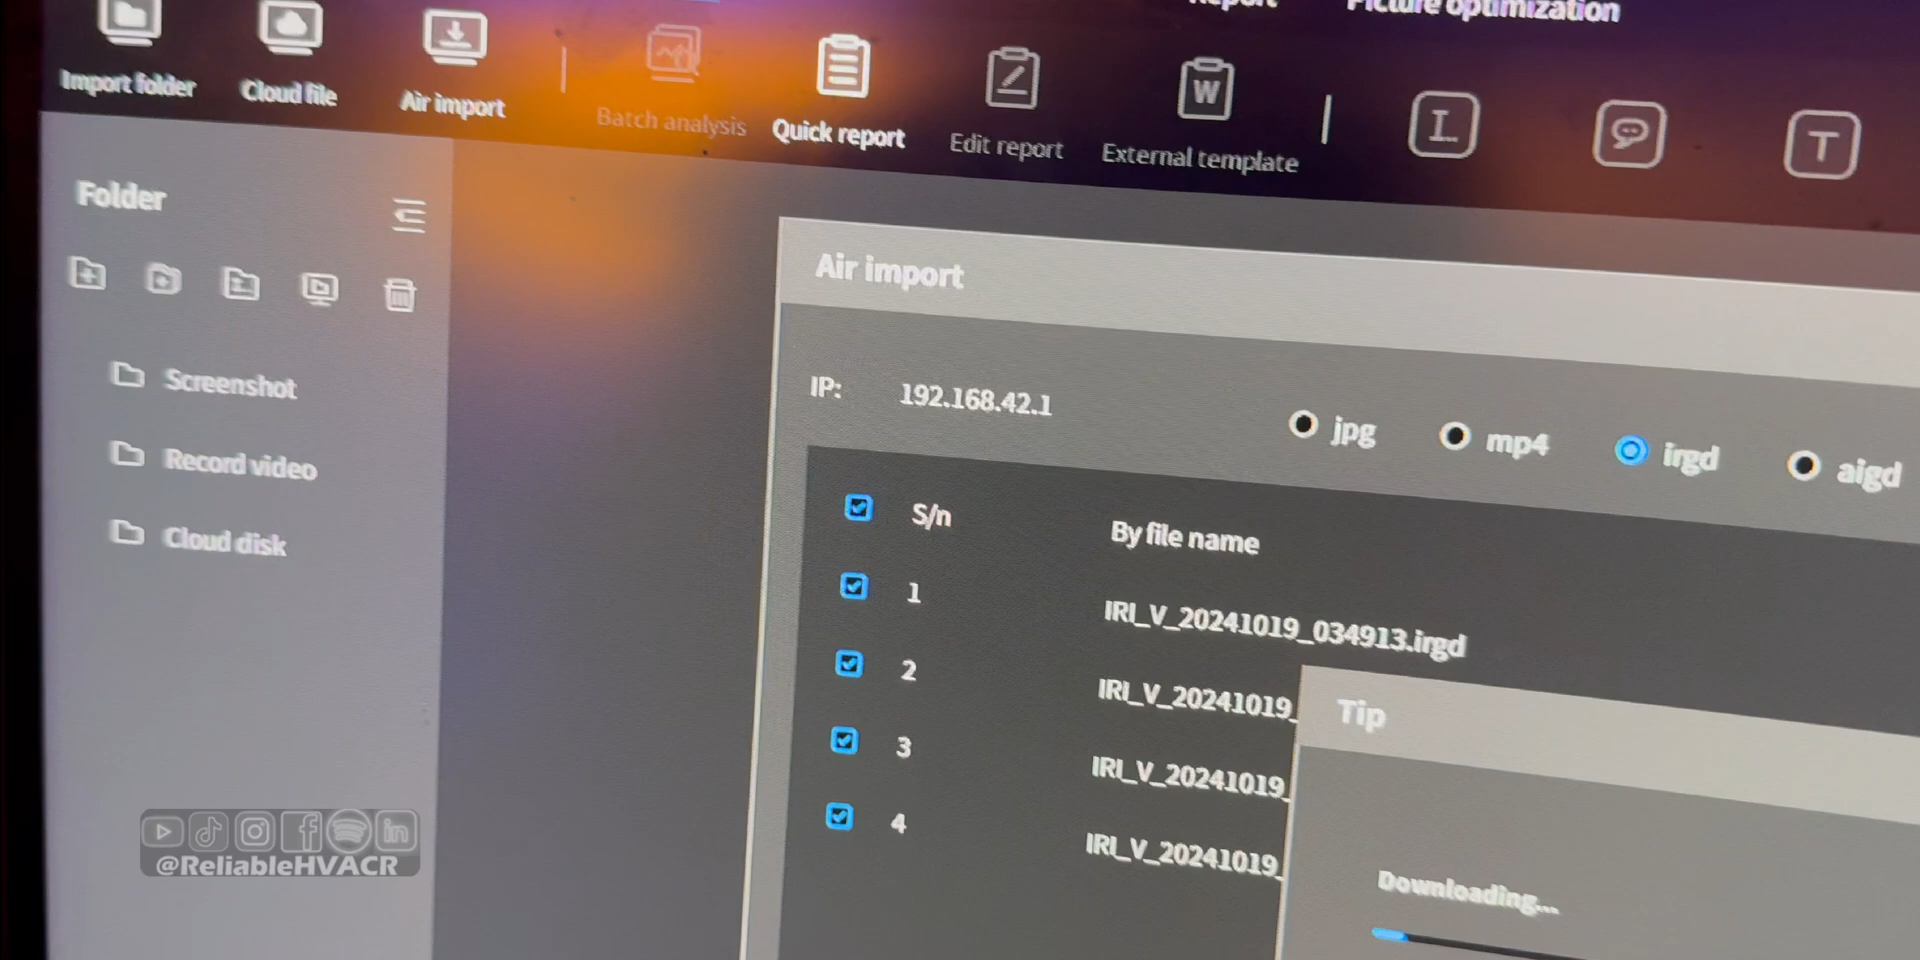 Report
Picture optimization
Import folder
Cloud file
Air import
Batch analysis
Quick report
Edit report
External template
W
T
Folder
Screenshot
Record video
Cloud disk
Air import
IP:
192.168.42.1
jpg
mp4
irgd
aigd
S/n
By file name
1
IRI_V_20241019_034913.irgd
2
IRI_V_20241019_
3
IRI_V_20241019_
4
IRI_V_20241019_
Tip
Downloading...
in
@ReliableHVACR